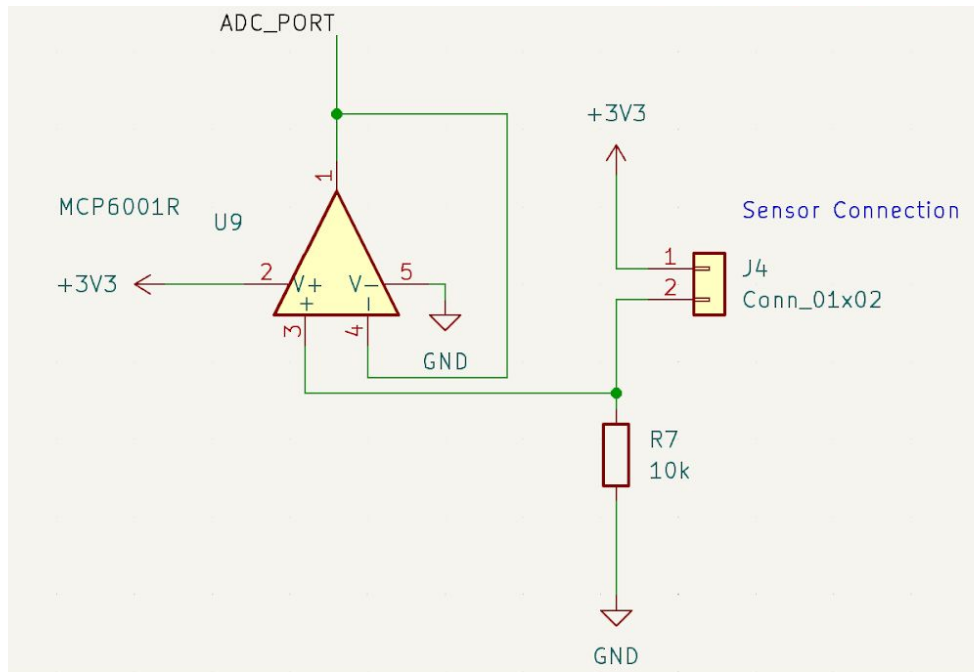 ADC_PORT
+3V3
1
MCP6001R
U9
Sensor Connection
+3V3
2
V+
V-
5
1
J4
2
Conn_01x02
+
-
3
4
GND
R7
10k
GND